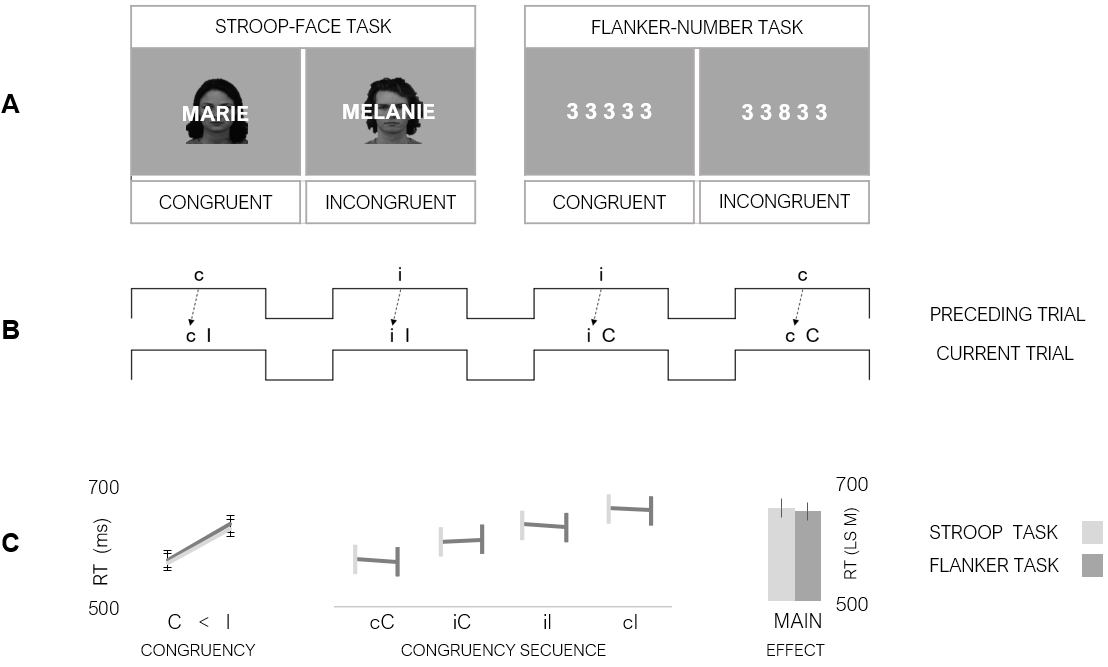 STROOP-FACE TASK
FLANKER-NUMBER TASK
A
MARIE
MELANIE
3 3 3 3 3
3 3 8 3 3
CONGRUENT
INCONGRUENT
CONGRUENT
INCONGRUENT
c
i
i
c
B
PRECEDING TRIAL
c I
i I
i C
c C
CURRENT TRIAL
C
700
RT (ms)
500
C < I
CONGRUENCY
cC
iC
iI
cI
CONGRUENCY SECUENCE
700
RT (LS M)
500
MAIN
EFFECT
STROOP TASK
FLANKER TASK